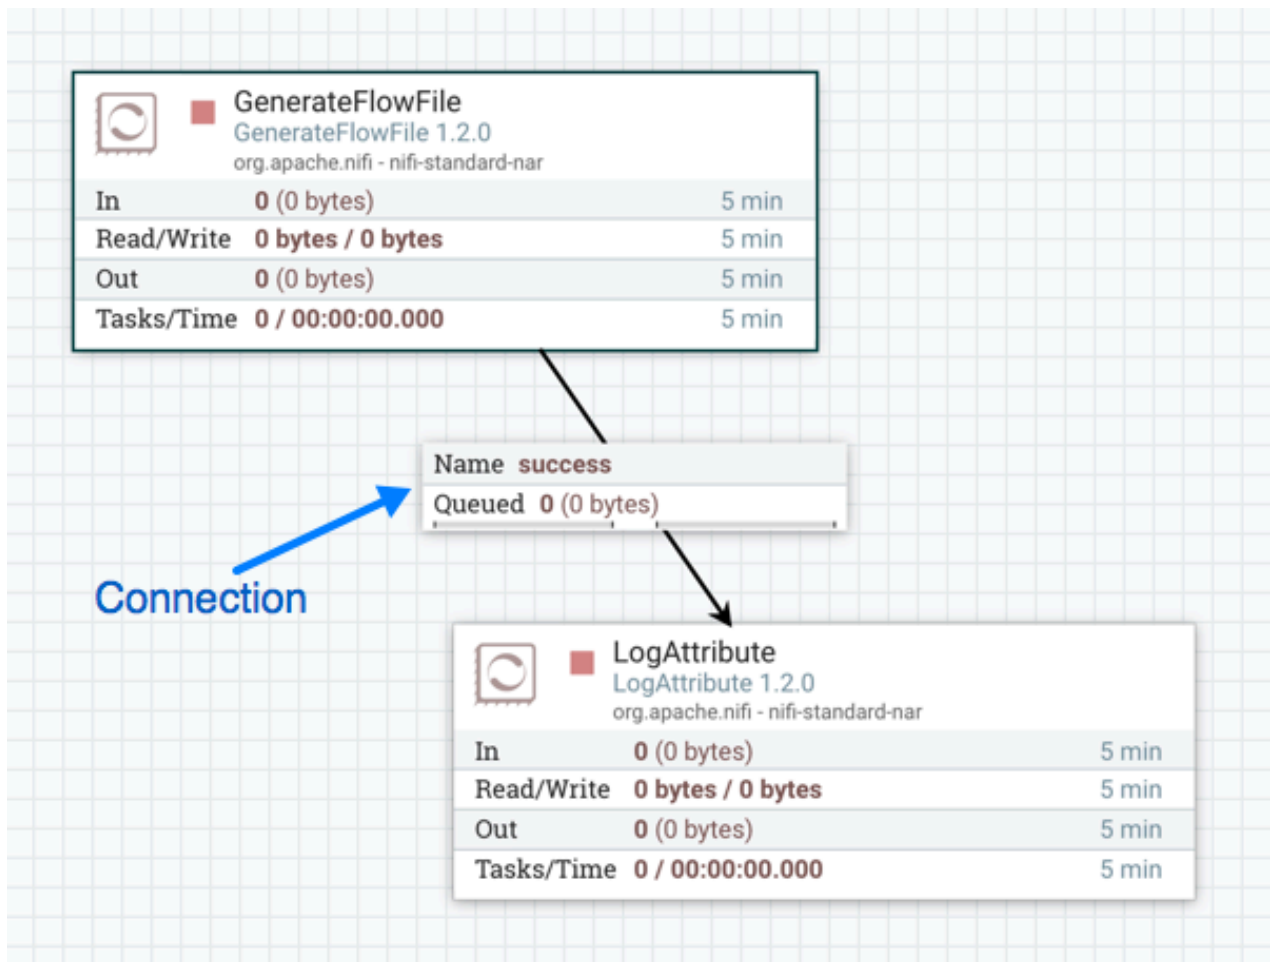 GenerateFlowFile
GenerateFlowFile 1.2.0
org.apache.nifi - nifi-standard-nar
In 0 (0 bytes) 5 min
Read/Write 0 bytes / 0 bytes 5 min
Out 0 (0 bytes) 5 min
Tasks/Time 0 / 00:00:00.000 5 min
Name success
Queued 0 (0 bytes)
Connection
LogAttribute
LogAttribute 1.2.0
org.apache.nifi - nifi-standard-nar
In 0 (0 bytes) 5 min
Read/Write 0 bytes / 0 bytes 5 min
Out 0 (0 bytes) 5 min
Tasks/Time 0 / 00:00:00.000 5 min